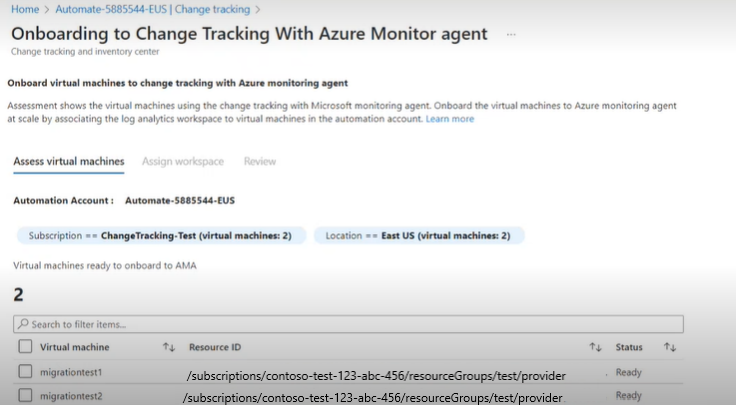 Home > Automate-5885544-EUS | Change tracking >
Onboarding to Change Tracking With Azure Monitor agent ...
Change tracking and inventory center
Onboard virtual machines to change tracking with Azure monitoring agent
Assessment shows the virtual machines using the change tracking with Microsoft monitoring agent. Onboard the virtual machines to Azure monitoring agent
at scale by associating the log analytics workspace to virtual machines in the automation account. Learn more
Assess virtual machines Assign workspace Review
Automation Account : Automate-5885544-EUS
Subscription == ChangeTracking-Test (virtual machines: 2) Location == East US (virtual machines: 2)
Virtual machines ready to onboard to AMA
2
Search to filter items...
Virtual machine ↑↓ Resource ID ↑↓ Status ↑↓
migrationtest1 /subscriptions/contoso-test-123-abc-456/resourceGroups/test/provider . Ready
migrationtest2 /subscriptions/contoso-test-123-abc-456/resourceGroups/test/provider Ready